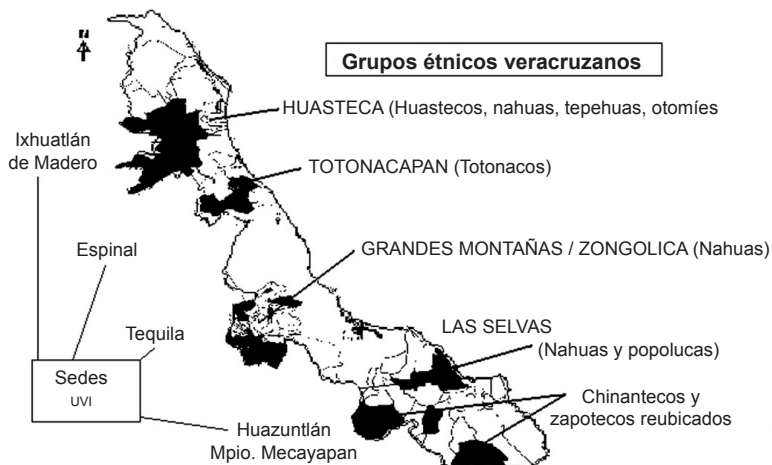 N
Grupos étnicos veracruzanos
HUASTECA (Huastecos, nahuas, tepehuas, otomíes
Ixhuatlán
de Madero
TOTONACAPAN (Totonacos)
Espinal
GRANDES MONTAÑAS / ZONGOLICA (Nahuas)
Tequila
LAS SELVAS
(Nahuas y popolucas)
Sedes
UVI
Chinantecos y
zapotecos reubicados
Huazuntlán
Mpio. Mecayapan